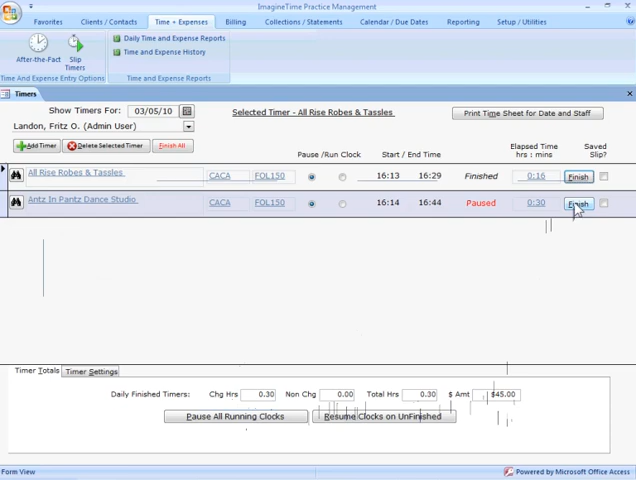 ImagineTime Practice Management
Favorites Clients / Contacts Time + Expenses Billing Collections / Statements Calendar / Due Dates Reporting Setup / Utilities
After-the-Fact Slip Timers
Daily Time and Expense Reports
Time and Expense History
Time And Expense Entry Options Time and Expense Reports
Timers
Show Timers For: 03/05/10 Selected Timer - All Rise Robes & Tassles Print Time Sheet for Date and Staff
Landon, Fritz O. (Admin User)
Add Timer Delete Selected Timer Finish All Pause /Run Clock Start / End Time Elapsed Time hrs : mins Saved Slip?
All Rise Robes & Tassles CACA FOL150 16:13 16:29 Finished 0:16 Finish
Antz In Pantz Dance Studio CACA FOL150 16:14 16:44 Paused 0:30 Finish
Timer Totals Timer Settings
Daily Finished Timers: Chg Hrs 0.30 Non Chg 0.00 Total Hrs 0.30 $ Amt $45.00
Pause All Running Clocks Resume Clocks on UnFinished
Form View Powered by Microsoft Office Access